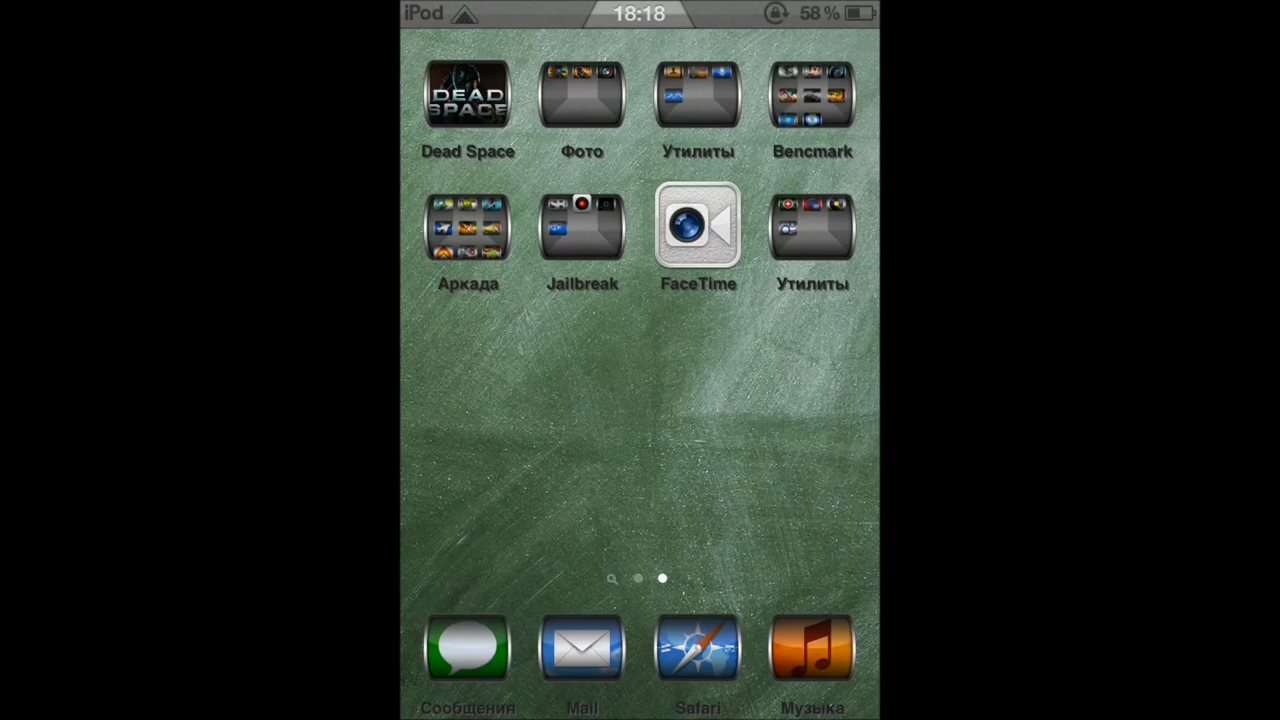 iPod 18:18 58 %
DEAD
SPACE
Dead Space Фото Утилиты Bencmark
Аркада Jailbreak FaceTime Утилиты
Сообщения Mail Safari Музыка